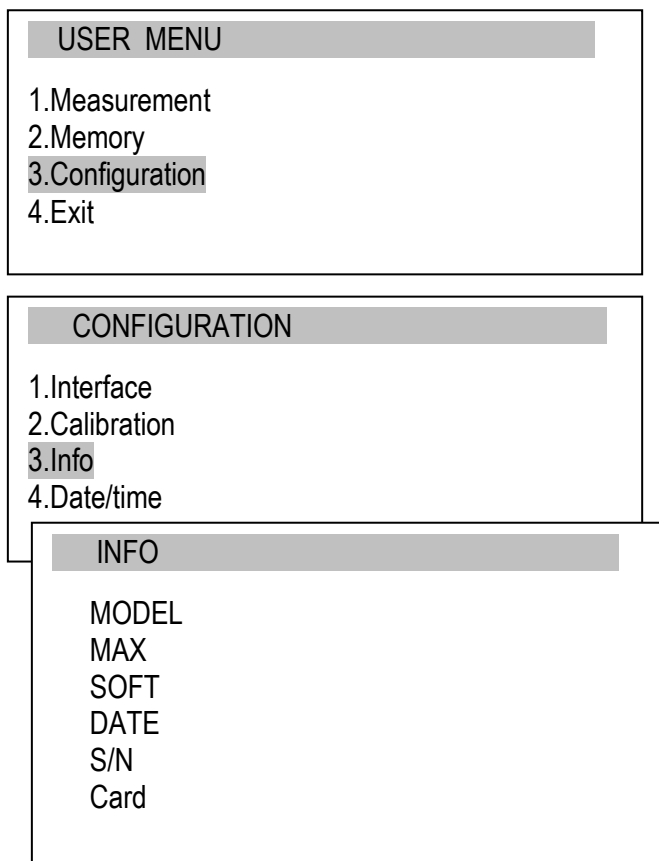 USER MENU
1.Measurement
2.Memory
3.Configuration
4.Exit
CONFIGURATION
1.Interface
2.Calibration
3.Info
4.Date/time
INFO
MODEL
MAX
SOFT
DATE
S/N
Card